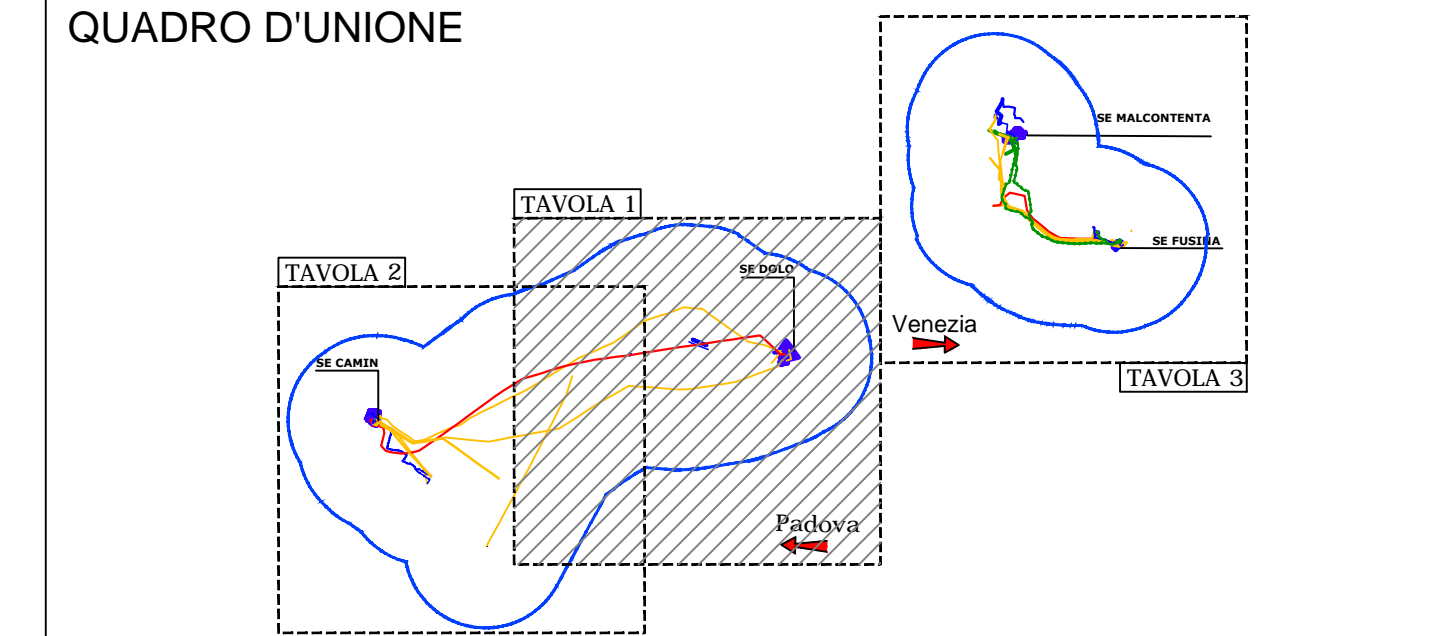 QUADRO D'UNIONE
SE MALCONTENTA
SE FUSINA
Venezia
TAVOLA 3
TAVOLA 1
SE DOLO
TAVOLA 2
SE CAMIN
Padova